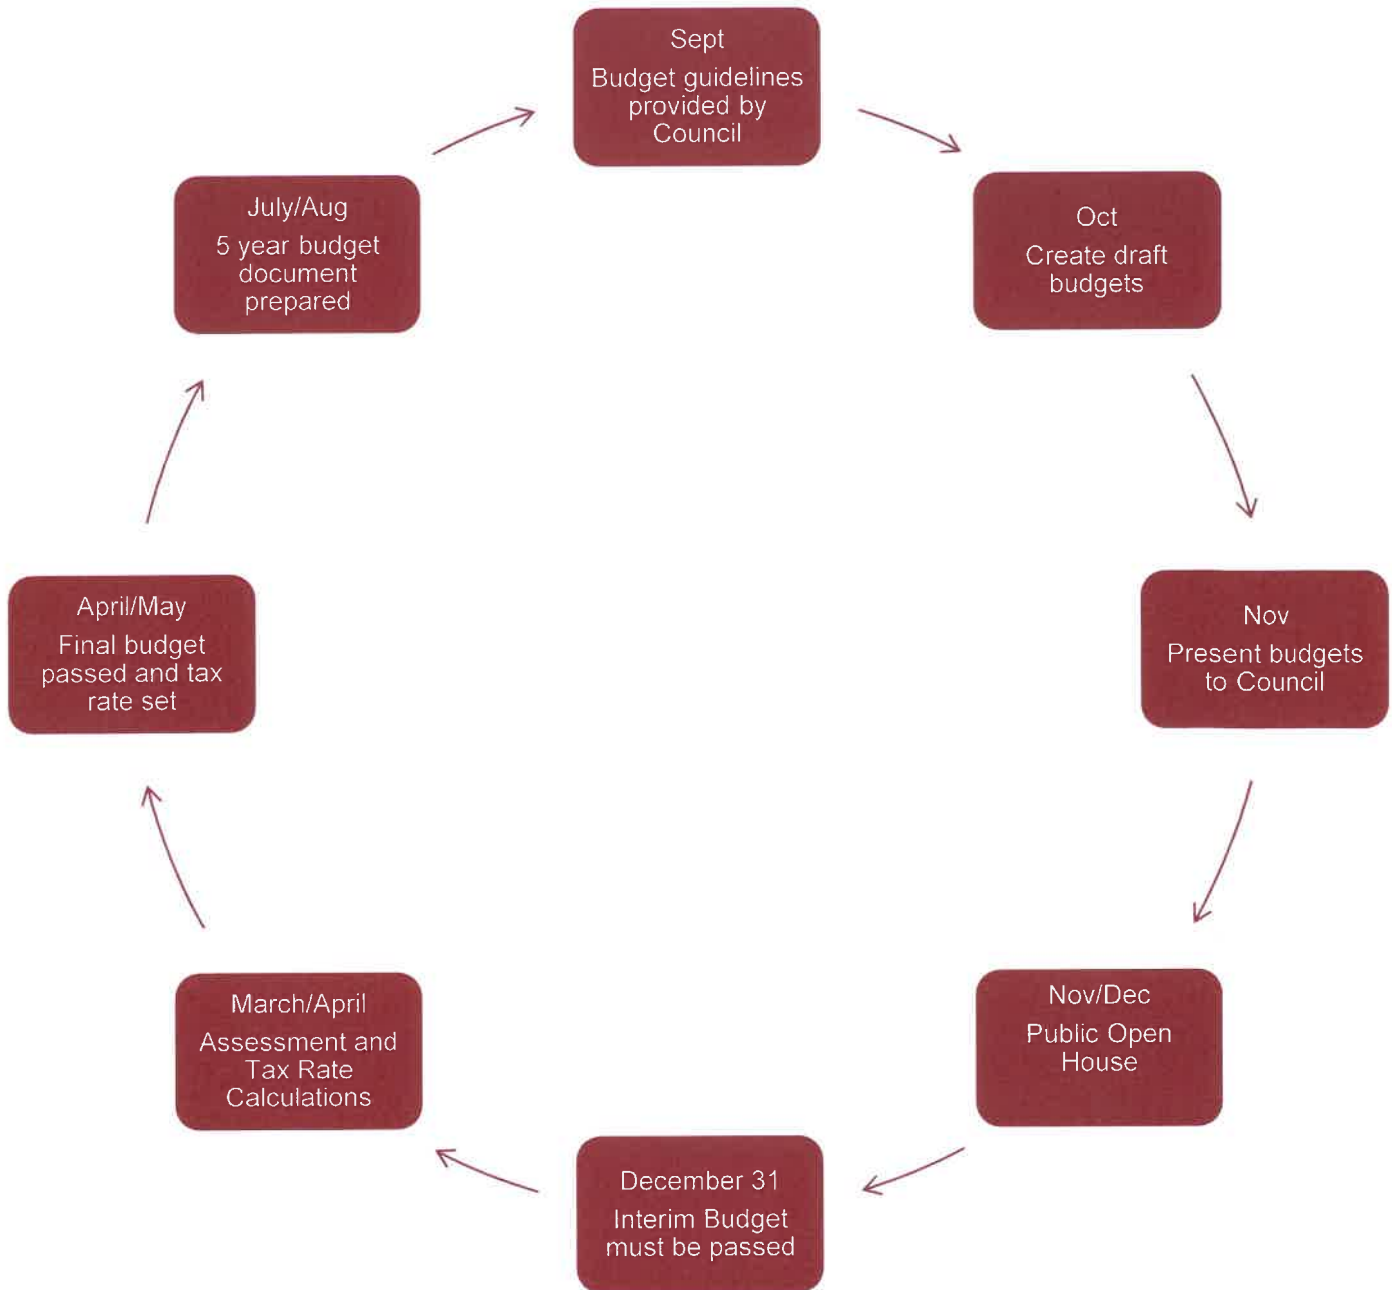 Sept
Budget guidelines
provided by
Council
Oct
Create draft
budgets
Nov
Present budgets
to Council
Nov/Dec
Public Open
House
December 31
Interim Budget
must be passed
March/April
Assessment and
Tax Rate
Calculations
April/May
Final budget
passed and tax
rate set
July/Aug
5 year budget
document
prepared